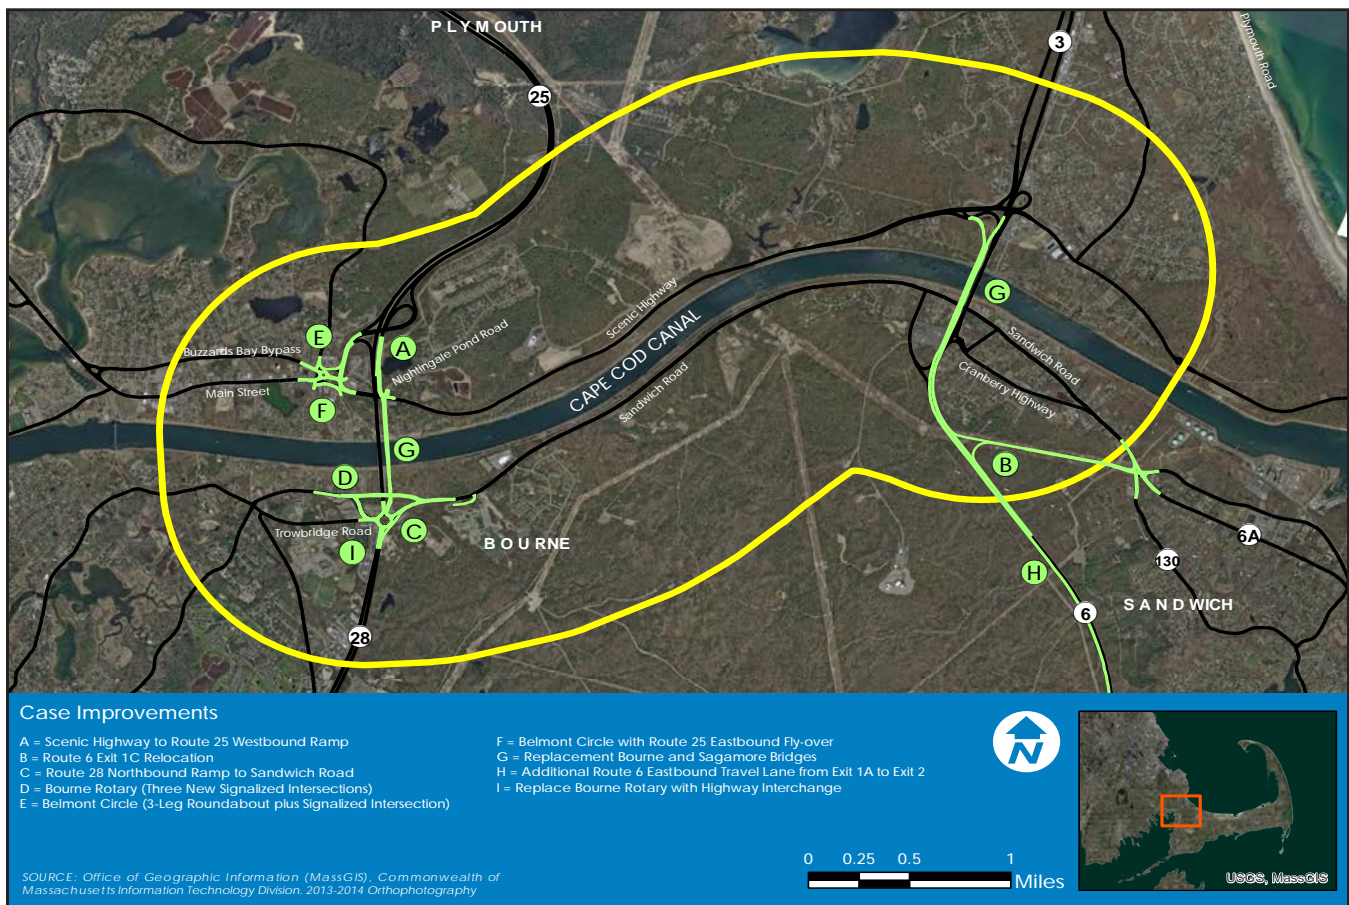 P L Y M O U T H
3
Plymouth Road
25
G
Scenic Highway
E
A
Buzzards Bay Bypass
Nightingale Pond Road
Sandwich Road
CAPE COD CANAL
Main Street
Cranberry Highway
Sandwich Road
F
G
B
D
Trowbridge Road
C
I
B O U R N E
6A
130
H
S A N D W I C H
6
28
Case Improvements
A = Scenic Highway to Route 25 Westbound Ramp
B = Route 6 Exit 1C Relocation
C = Route 28 Northbound Ramp to Sandwich Road
D = Bourne Rotary (Three New Signalized Intersections)
E = Belmont Circle (3-Leg Roundabout plus Signalized Intersection)
F = Belmont Circle with Route 25 Eastbound Fly-over
G = Replacement Bourne and Sagamore Bridges
H = Additional Route 6 Eastbound Travel Lane from Exit 1A to Exit 2
I = Replace Bourne Rotary with Highway Interchange
N
0 0.25 0.5 1
Miles
USGS, MassGIS
SOURCE: Office of Geographic Information (MassGIS), Commonwealth of
Massachusetts Information Technology Division. 2013-2014 Orthophotography